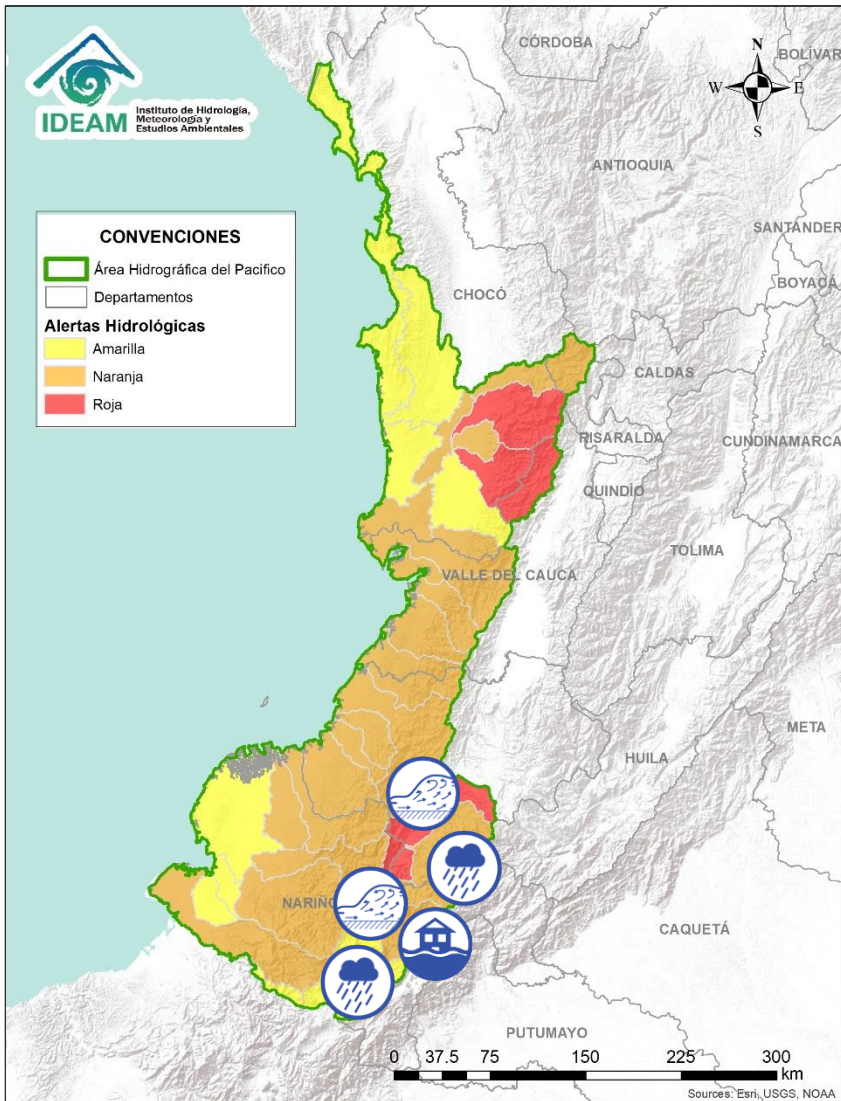 IDEAM
Instituto de Hidrología,
Meteorología y
Estudios Ambientales
CÓRDOBA
BOLÍVAR
N
W E
S
ANTIOQUIA
SANTANDER
BOYACÁ
CONVENCIONES
Área Hidrográfica del Pacifico
Departamentos
Alertas Hidrológicas
Amarilla
Naranja
Roja
CHOCÓ
CALDAS
RISARALDA
CUNDINAMARCA
QUINDÍO
TOLIMA
VALLE DEL CAUCA
META
HUILA
NARIÑO
CAQUETÁ
PUTUMAYO
0 37.5 75 150 225 300
km
Sources: Esri, USGS, NOAA